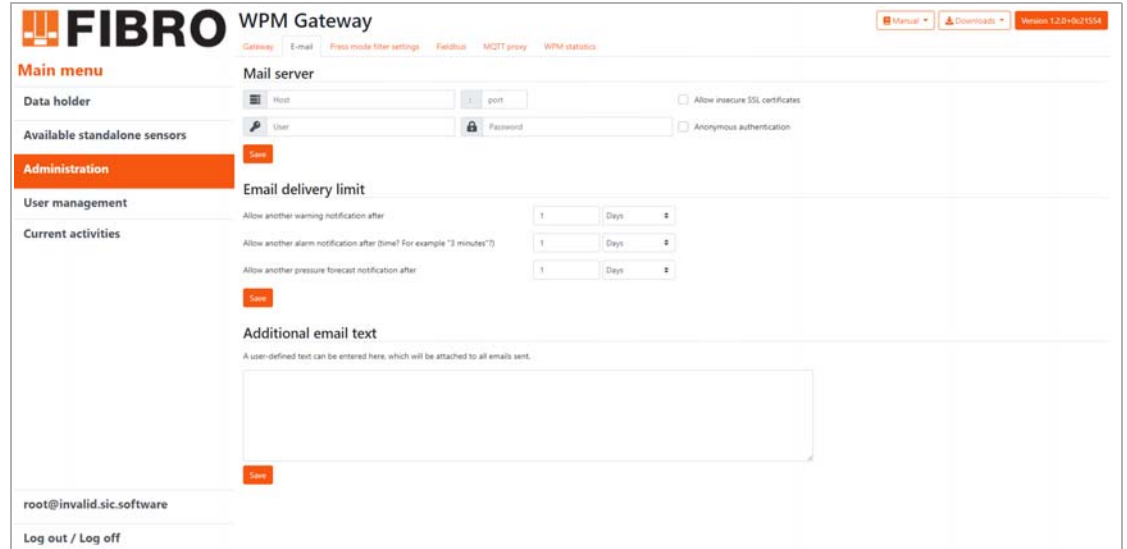 FIBRO
WPM Gateway
Manual
Downloads
Version 1.2.0+0c21554
Gateway E-mail Press mode filter settings Fieldbus MQTT proxy WPM statistics
Main menu
Data holder
Available standalone sensors
Administration
User management
Current activities
root@invalid.sic.software
Log out / Log off
Mail server
Host : port Allow insecure SSL certificates
User Password Anonymous authentication
Save
Email delivery limit
Allow another warning notification after 1 Days
Allow another alarm notification after (time? For example "3 minutes"?) 1 Days
Allow another pressure forecast notification after 1 Days
Save
Additional email text
A user-defined text can be entered here, which will be attached to all emails sent.
Save